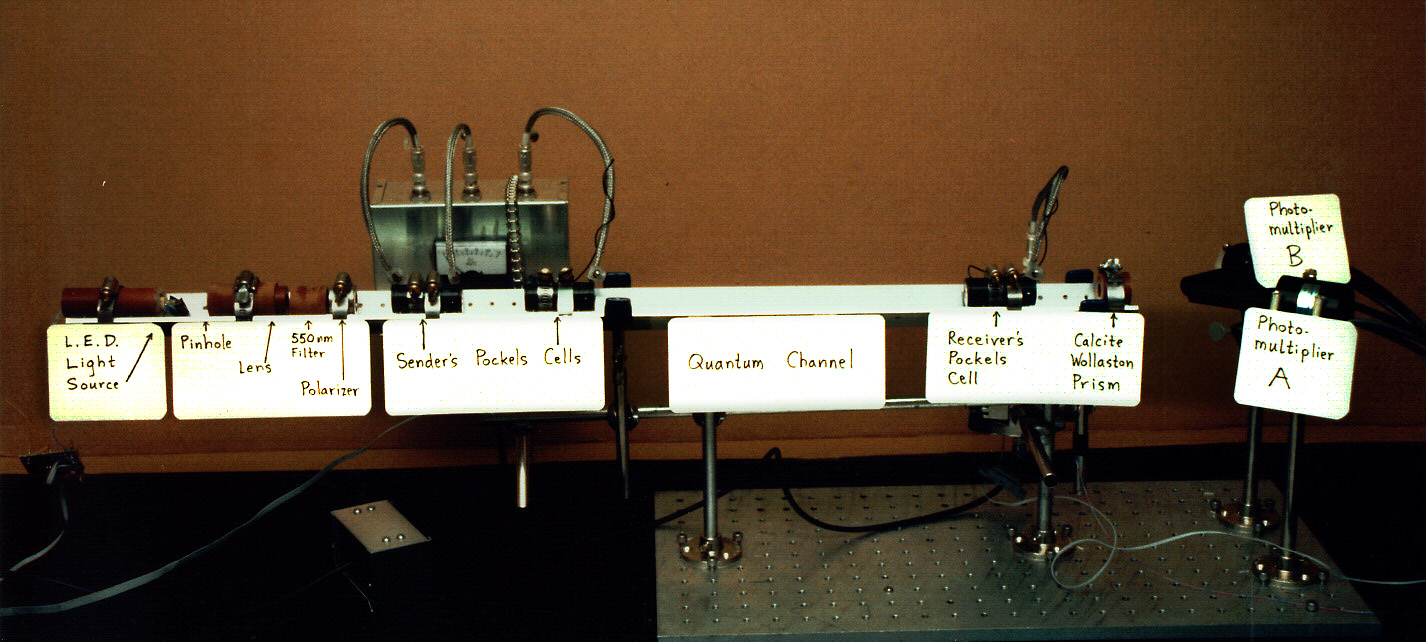 L.E.D.
Light
Source
Pinhole
Lens
550nm
Filter
Polarizer
Sender's Pockels Cells
Quantum Channel
Receiver's
Pockels
Cell
Calcite
Wollaston
Prism
Photo-
multiplier
B
Photo-
multiplier
A